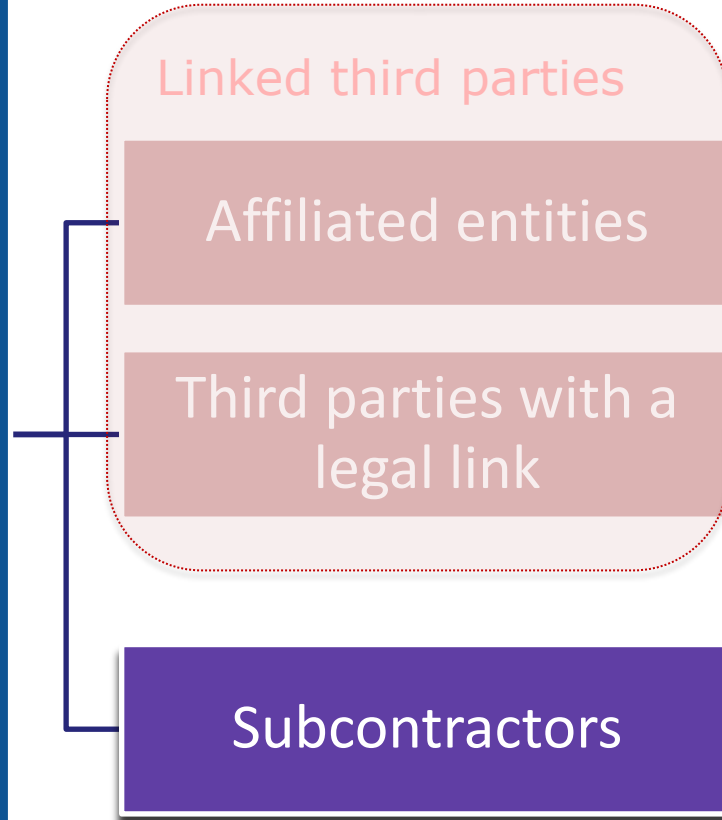 Linked third parties
Affiliated entities
Third parties with a
legal link
Subcontractors